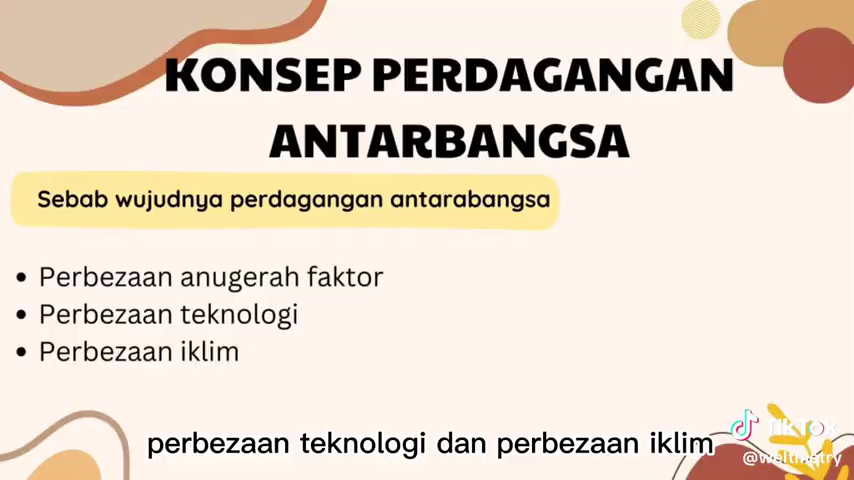 KONSEP PERDAGANGAN
ANTARBANGSA
Sebab wujudnya perdagangan antarabangsa
• Perbezaan anugerah faktor
• Perbezaan teknologi
• Perbezaan iklim
perbezaan teknologi dan perbezaan iklim
TikTok